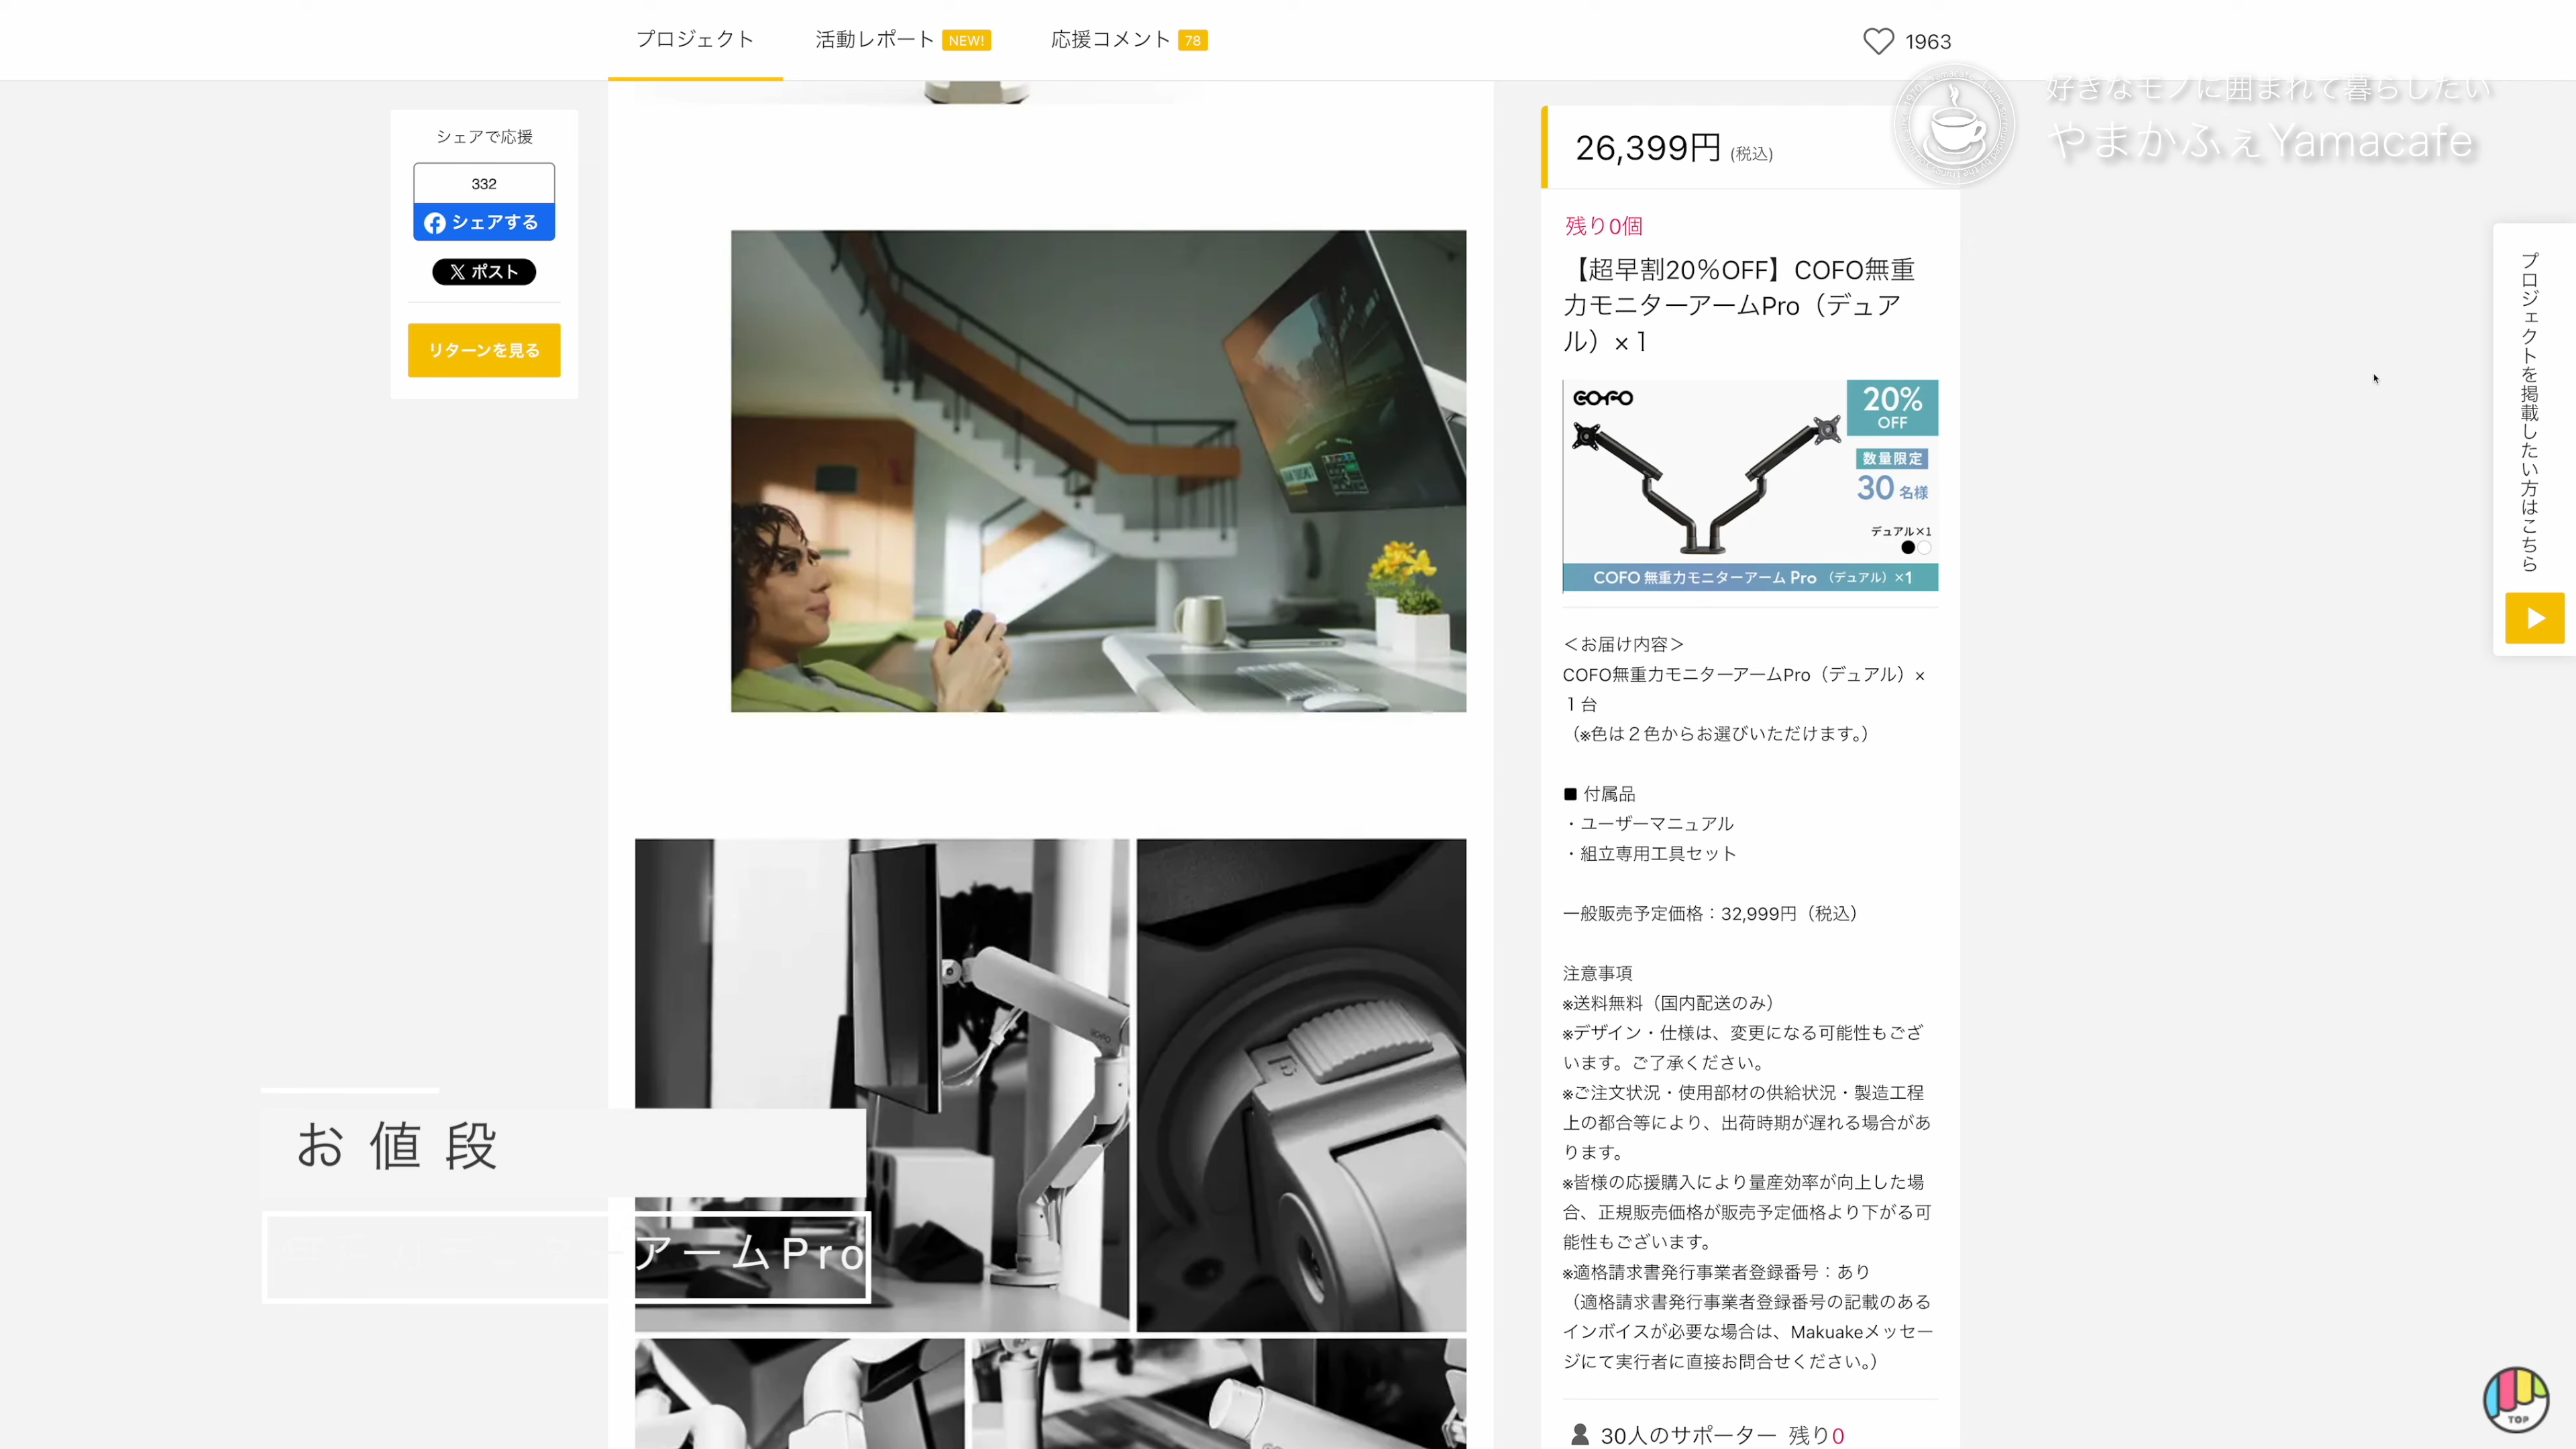 プロジェクト
活動レポート NEW!
応援コメント 78
1963
好きなモノに囲まれて暮らしたい
やまかふぇ Yamacafe
シェアで応援
332
シェアする
ポスト
リターンを見る
26,399円 (税込)
残り0個
【超早割20%OFF】COFO無重
力モニターアームPro（デュア
ル）×1
COFO
20%
OFF
数量限定
30 名様
デュアル×1
COFO 無重力モニターアーム Pro （デュアル）×1
＜お届け内容＞
COFO無重力モニターアームPro（デュアル）×
1台
（※色は２色からお選びいただけます。）
■ 付属品
・ユーザーマニュアル
・組立専用工具セット
一般販売予定価格：32,999円（税込）
注意事項
※送料無料（国内配送のみ）
※デザイン・仕様は、変更になる可能性もござ
います。ご了承ください。
※ご注文状況・使用部材の供給状況・製造工程
上の都合等により、出荷時期が遅れる場合があ
ります。
※皆様の応援購入により量産効率が向上した場
合、正規販売価格が販売予定価格より下がる可
能性もございます。
※適格請求書発行事業者登録番号：あり
（適格請求書発行事業者登録番号の記載のある
インボイスが必要な場合は、Makuakeメッセー
ジにて実行者に直接お問合せください。）
30人のサポーター 残り0
プロジェクトを掲載したい方はこちら
お値段
ターアームPro
TOP